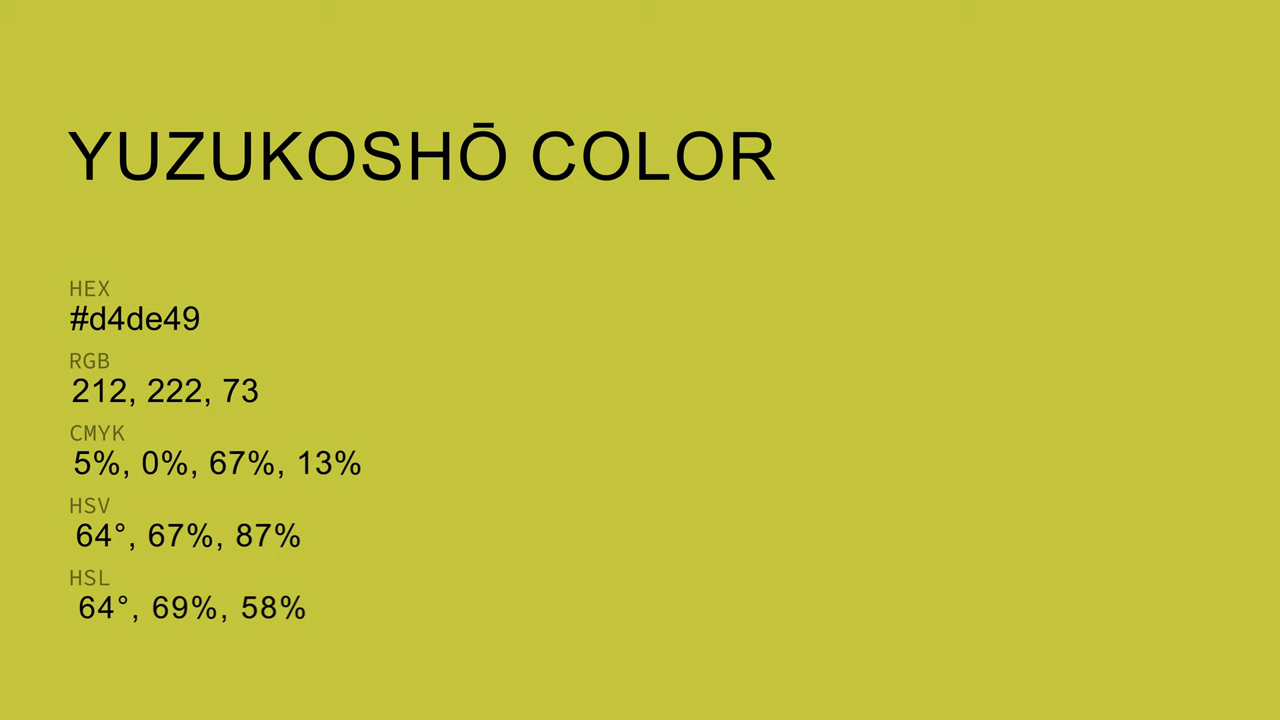 YUZUKOSHŌ COLOR
HEX
#d4de49
RGB
212, 222, 73
CMYK
5%, 0%, 67%, 13%
HSV
64°, 67%, 87%
HSL
64°, 69%, 58%